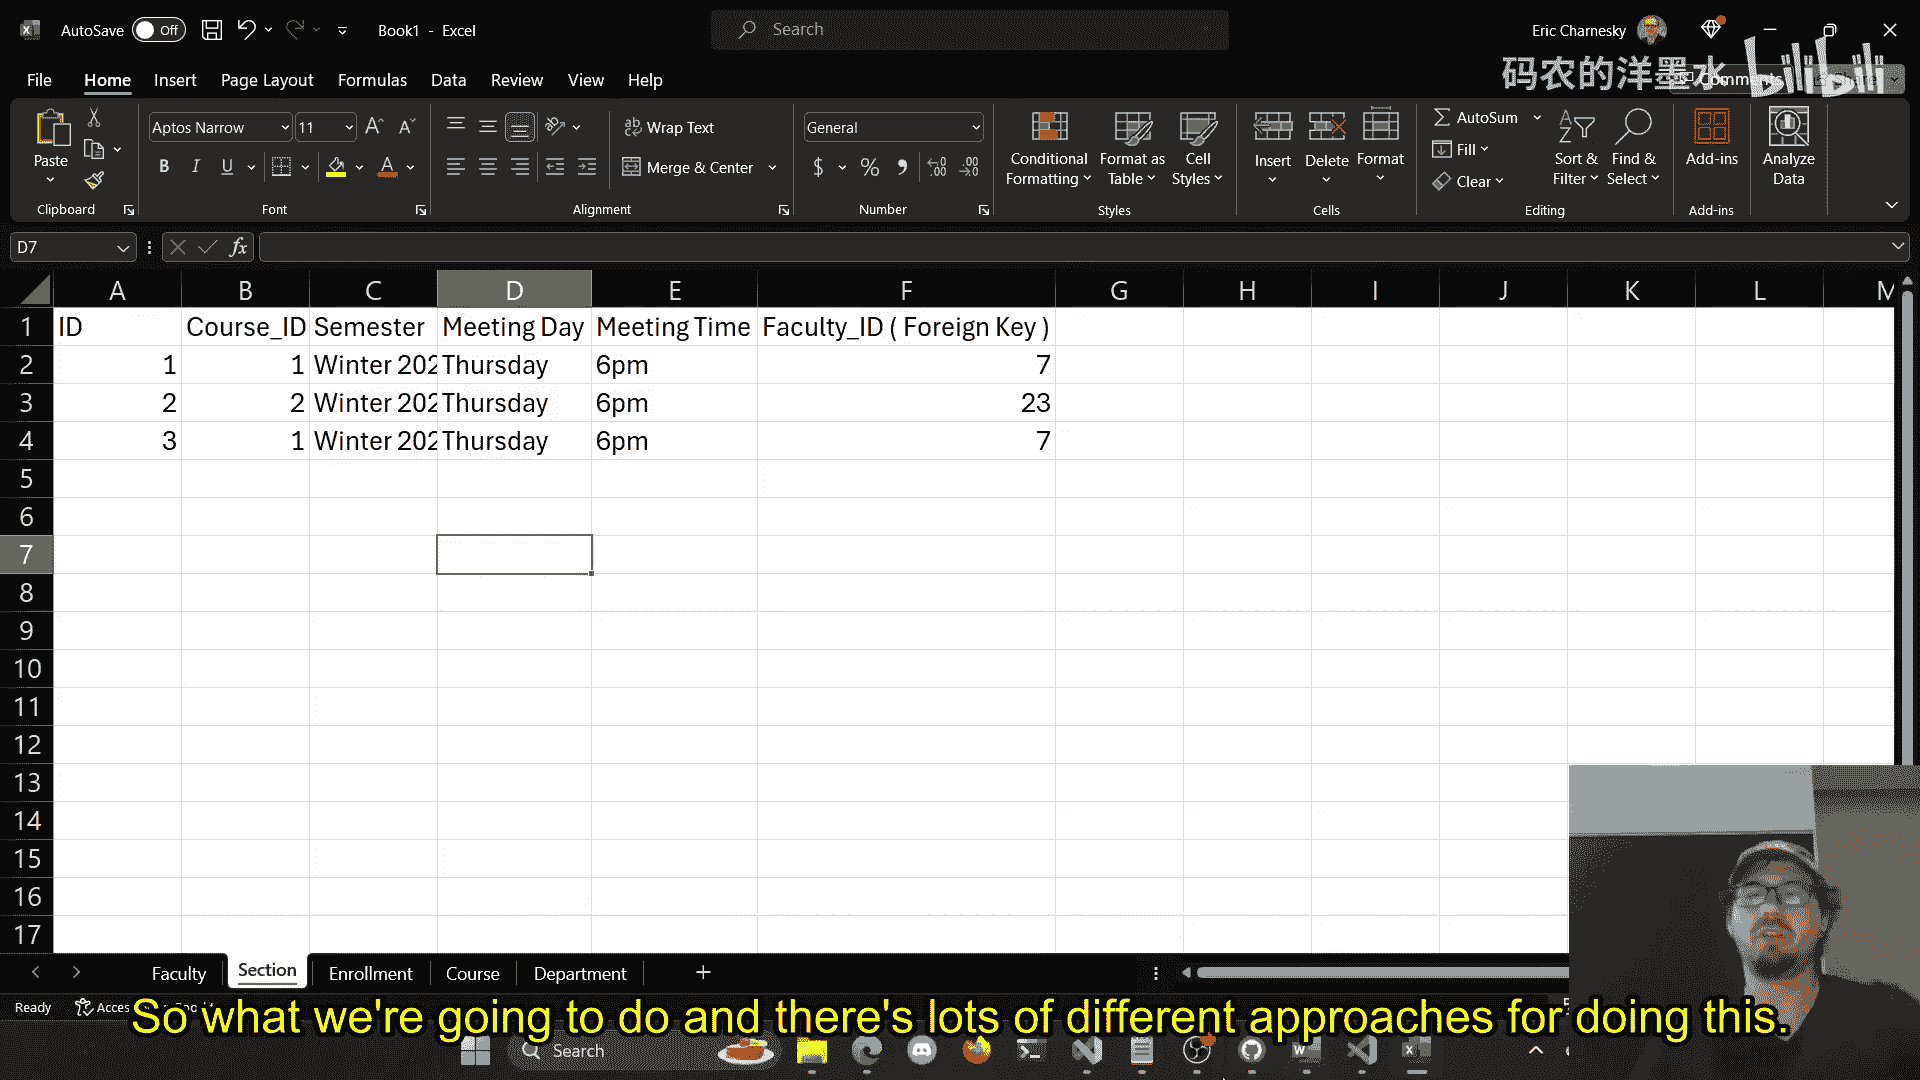 AutoSave Off Book1 - Excel Search Eric Charnesky
码农的洋墨水 bilibili
File Home Insert Page Layout Formulas Data Review View Help Comments
Paste Aptos Narrow 11 Wrap Text General Conditional Formatting Format as Table Cell Styles Insert Delete Format AutoSum Sort & Filter Find & Select Add-ins Analyze Data
B I U Merge & Center $ % Fill
Clear
Clipboard Font Alignment Number Styles Cells Editing Add-ins
D7 fx
A B C D E F G H I J K L M
1 ID Course_ID Semester Meeting Day Meeting Time Faculty_ID ( Foreign Key )
2 1 1 Winter 202 Thursday 6pm 7
3 2 2 Winter 202 Thursday 6pm 23
4 3 1 Winter 202 Thursday 6pm 7
5
6
7
8
9
10
11
12
13
14
15
16
17
Faculty Section Enrollment Course Department
Ready
So what we're going to do and there's lots of different approaches for doing this.
Search